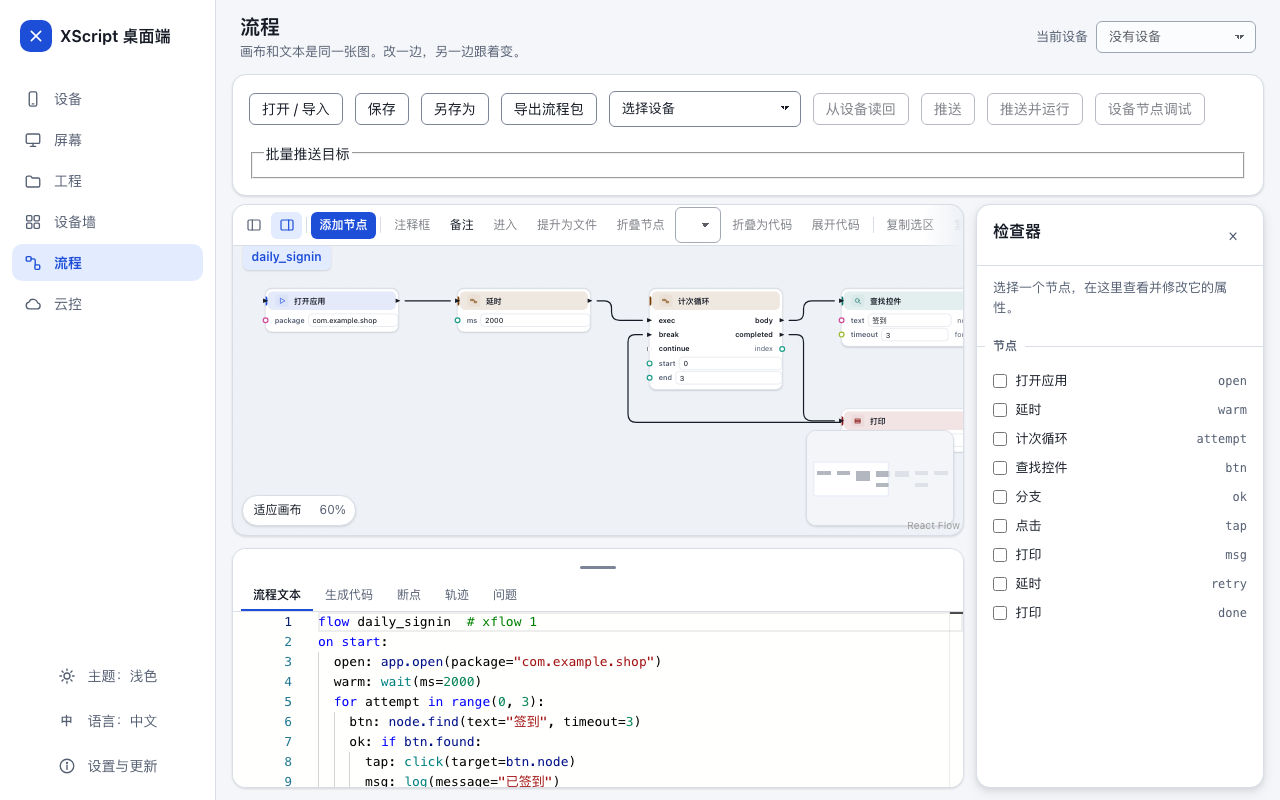 XScript 桌面端
设备
屏幕
工程
设备墙
流程
云控
主题：浅色
语言：中文
设置与更新
流程
画布和文本是同一张图。改一边，另一边跟着变。
当前设备 没有设备
打开 / 导入 保存 另存为 导出流程包 选择设备 从设备读回 推送 推送并运行 设备节点调试
批量推送目标
添加节点 注释框 备注 进入 提升为文件 折叠节点 折叠为代码 展开代码 复制选区
daily_signin
打开应用
package com.example.shop
延时
ms 2000
计次循环
exec body
break completed
continue index
start 0
end 3
查找控件
text 签到
timeout 3
打印
适应画布 60%
React Flow
流程文本 生成代码 断点 轨迹 问题
1 flow daily_signin # xflow 1
2 on start:
3 open: app.open(package="com.example.shop")
4 warm: wait(ms=2000)
5 for attempt in range(0, 3):
6 btn: node.find(text="签到", timeout=3)
7 ok: if btn.found:
8 tap: click(target=btn.node)
9 msg: log(message="已签到")
检查器 ×
选择一个节点，在这里查看并修改它的属
性。
节点
打开应用 open
延时 warm
计次循环 attempt
查找控件 btn
分支 ok
点击 tap
打印 msg
延时 retry
打印 done